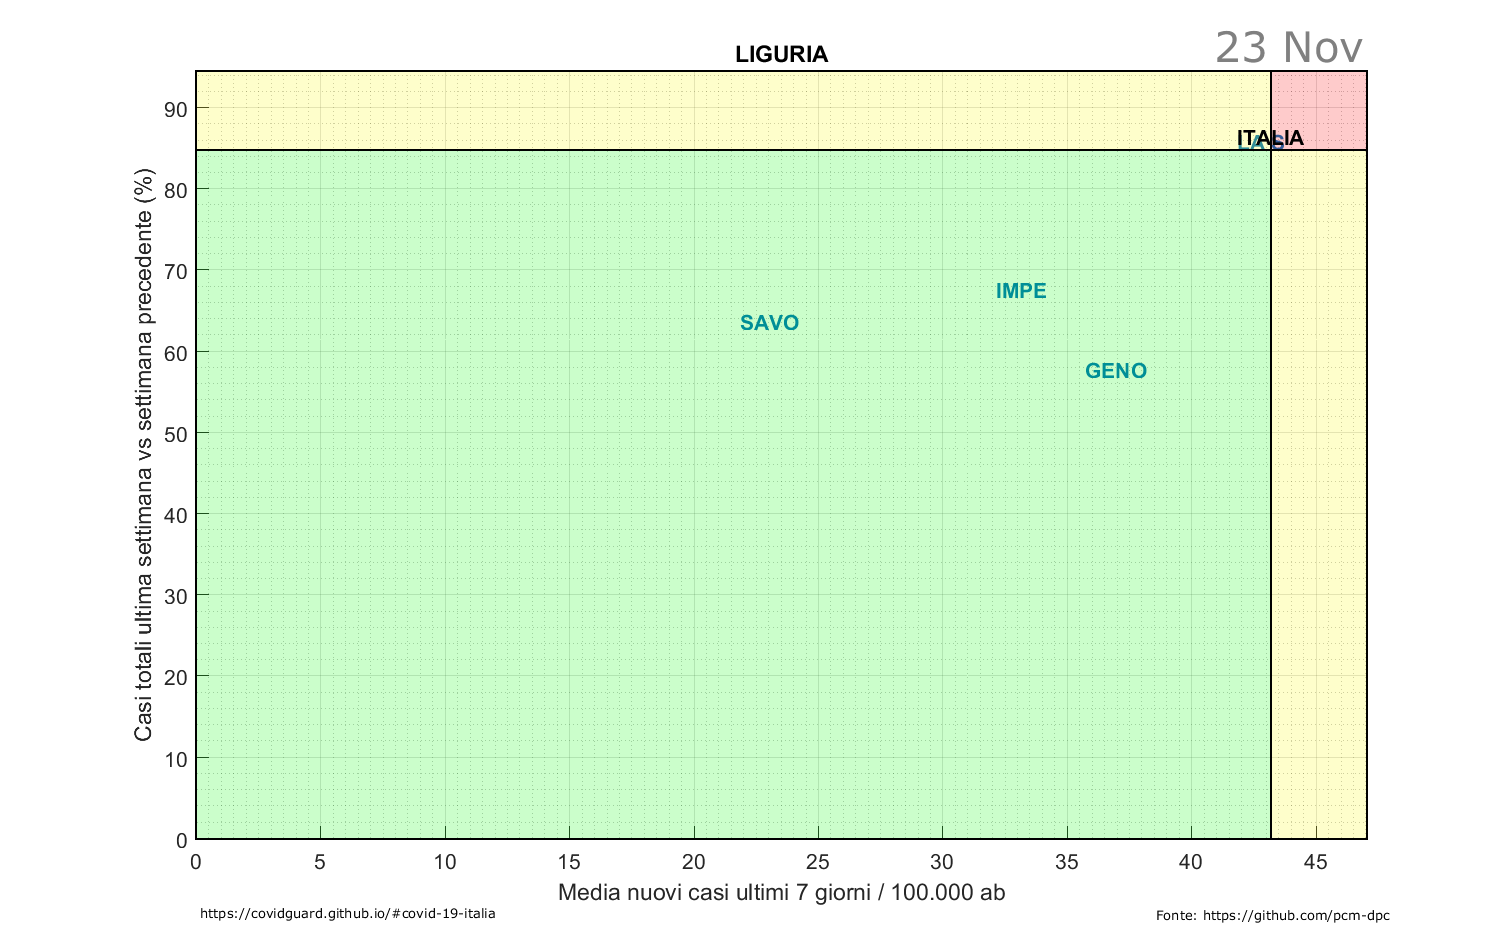 23 Nov
LIGURIA
ITALIA
LA S
IMPE
SAVO
GENO
Casi totali ultima settimana vs settimana precedente (%)
90
80
70
60
50
40
30
20
10
0
0 5 10 15 20 25 30 35 40 45
Media nuovi casi ultimi 7 giorni / 100.000 ab
https://covidguard.github.io/#covid-19-italia
Fonte: https://github.com/pcm-dpc